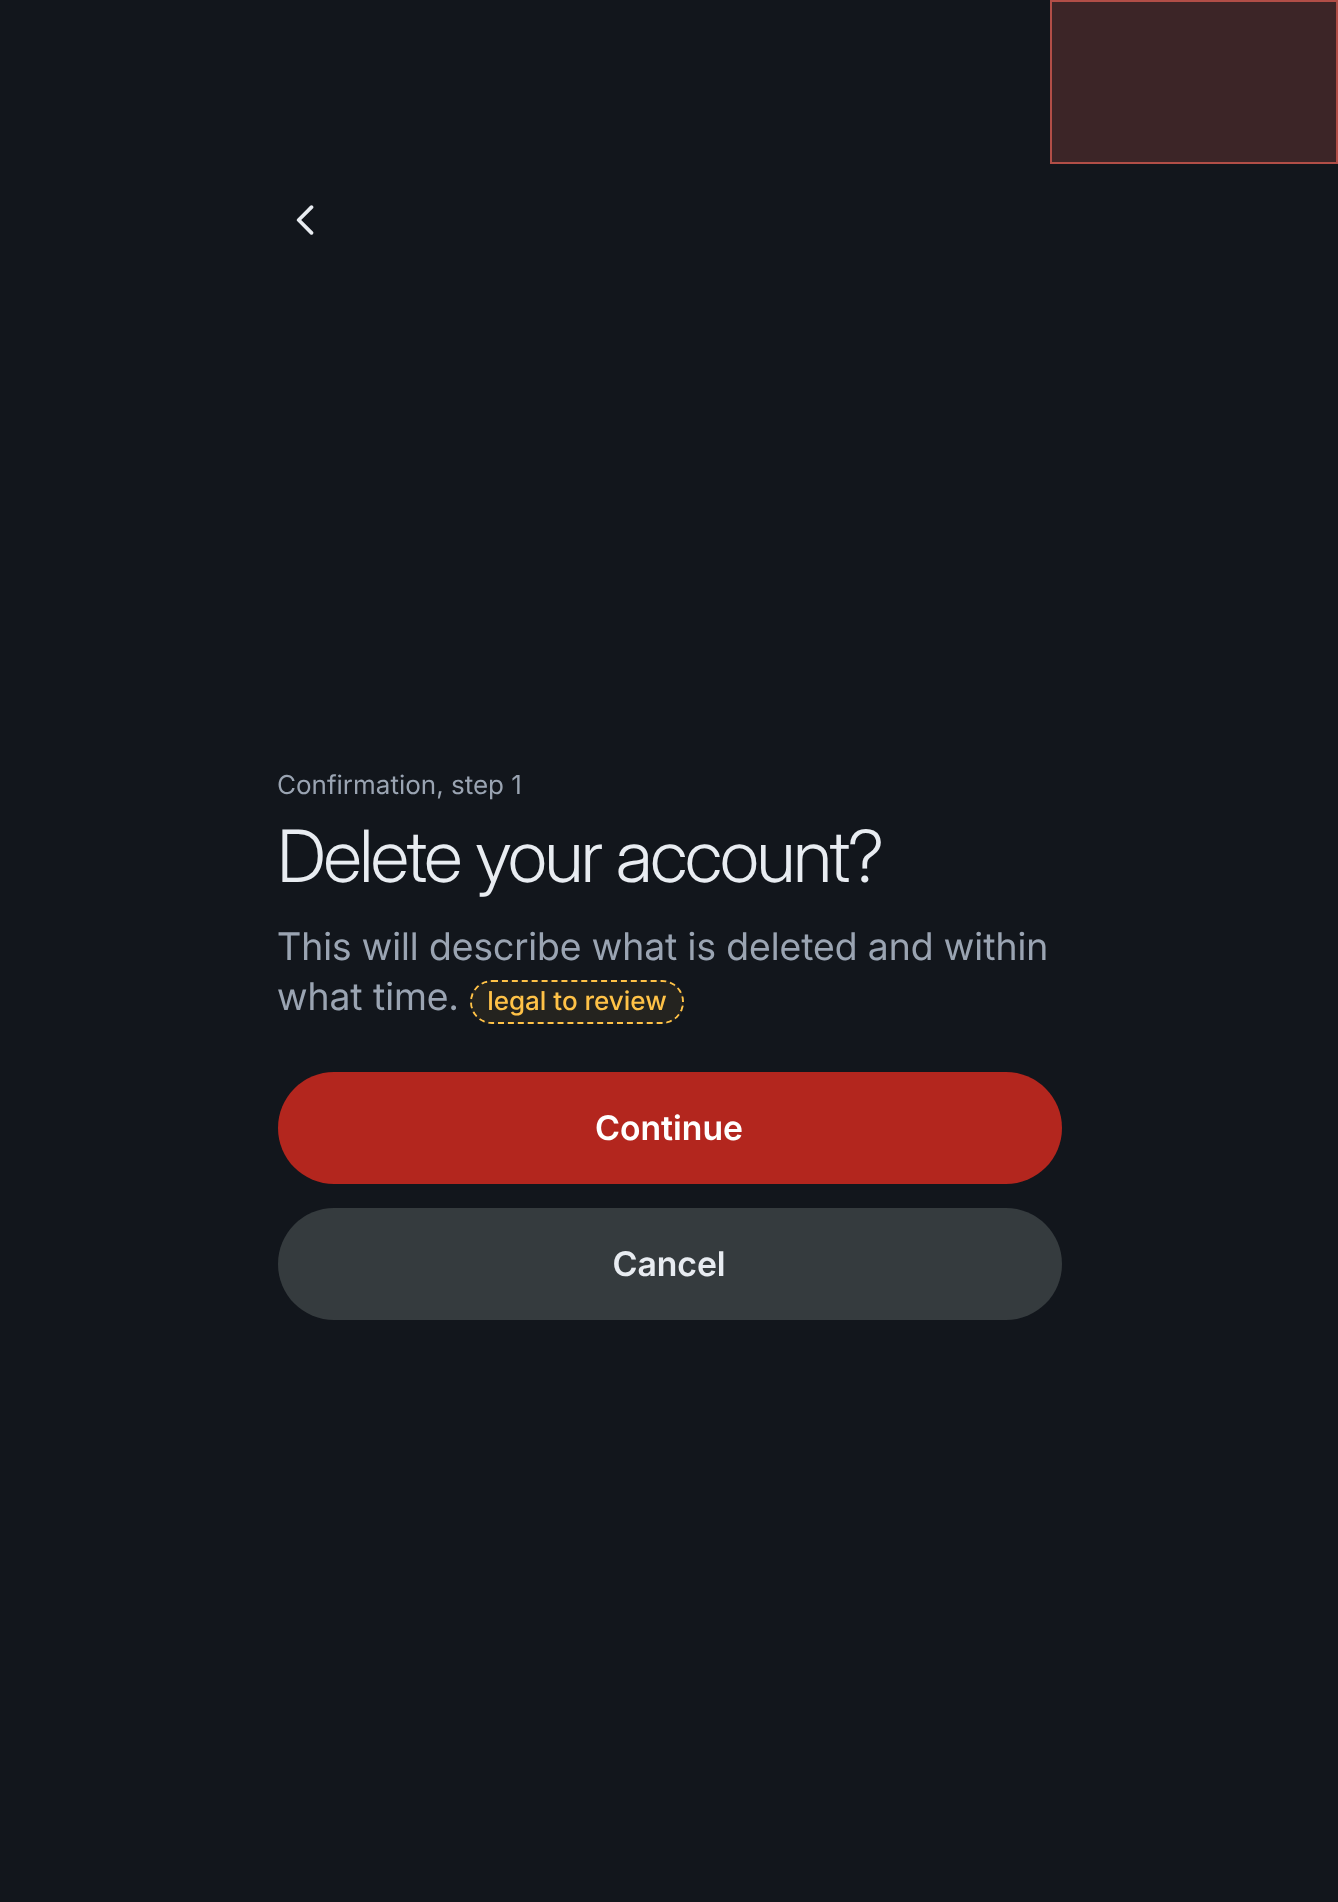 Confirmation, step 1
Delete your account?
This will describe what is deleted and within
what time. legal to review
Continue
Cancel